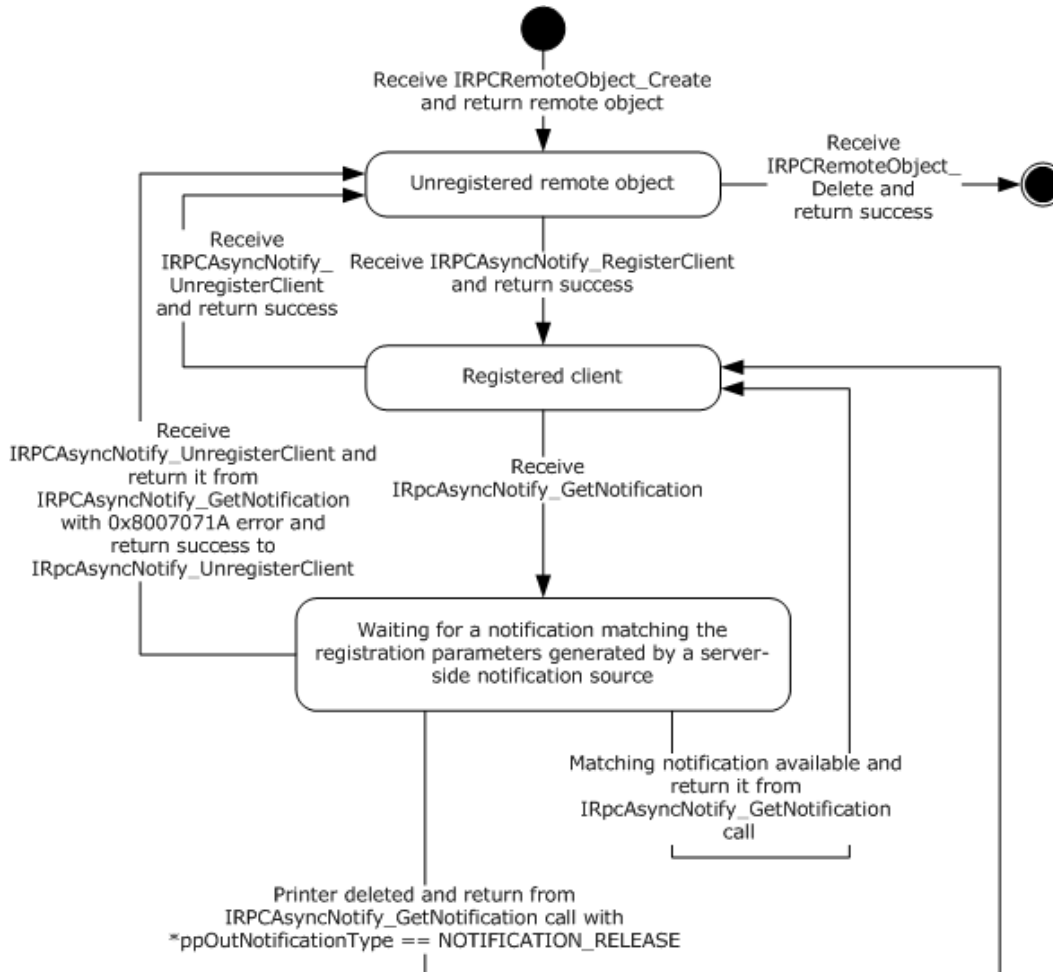 Receive IRPCRemoteObject_Create
and return remote object
Unregistered remote object
Receive
IRPCRemoteObject_
Delete and
return success
Receive
IRPCAsyncNotify_
UnregisterClient
and return success
Receive IRPCAsyncNotify_RegisterClient
and return success
Registered client
Receive
IRPCAsyncNotify_UnregisterClient and
return it from
IRPCAsyncNotify_GetNotification
with 0x8007071A error and
return success to
IRpcAsyncNotify_UnregisterClient
Receive
IRpcAsyncNotify_GetNotification
Waiting for a notification matching the
registration parameters generated by a server-
side notification source
Matching notification available and
return it from
IRpcAsyncNotify_GetNotification
call
Printer deleted and return from
IRPCAsyncNotify_GetNotification call with
*ppOutNotificationType == NOTIFICATION_RELEASE